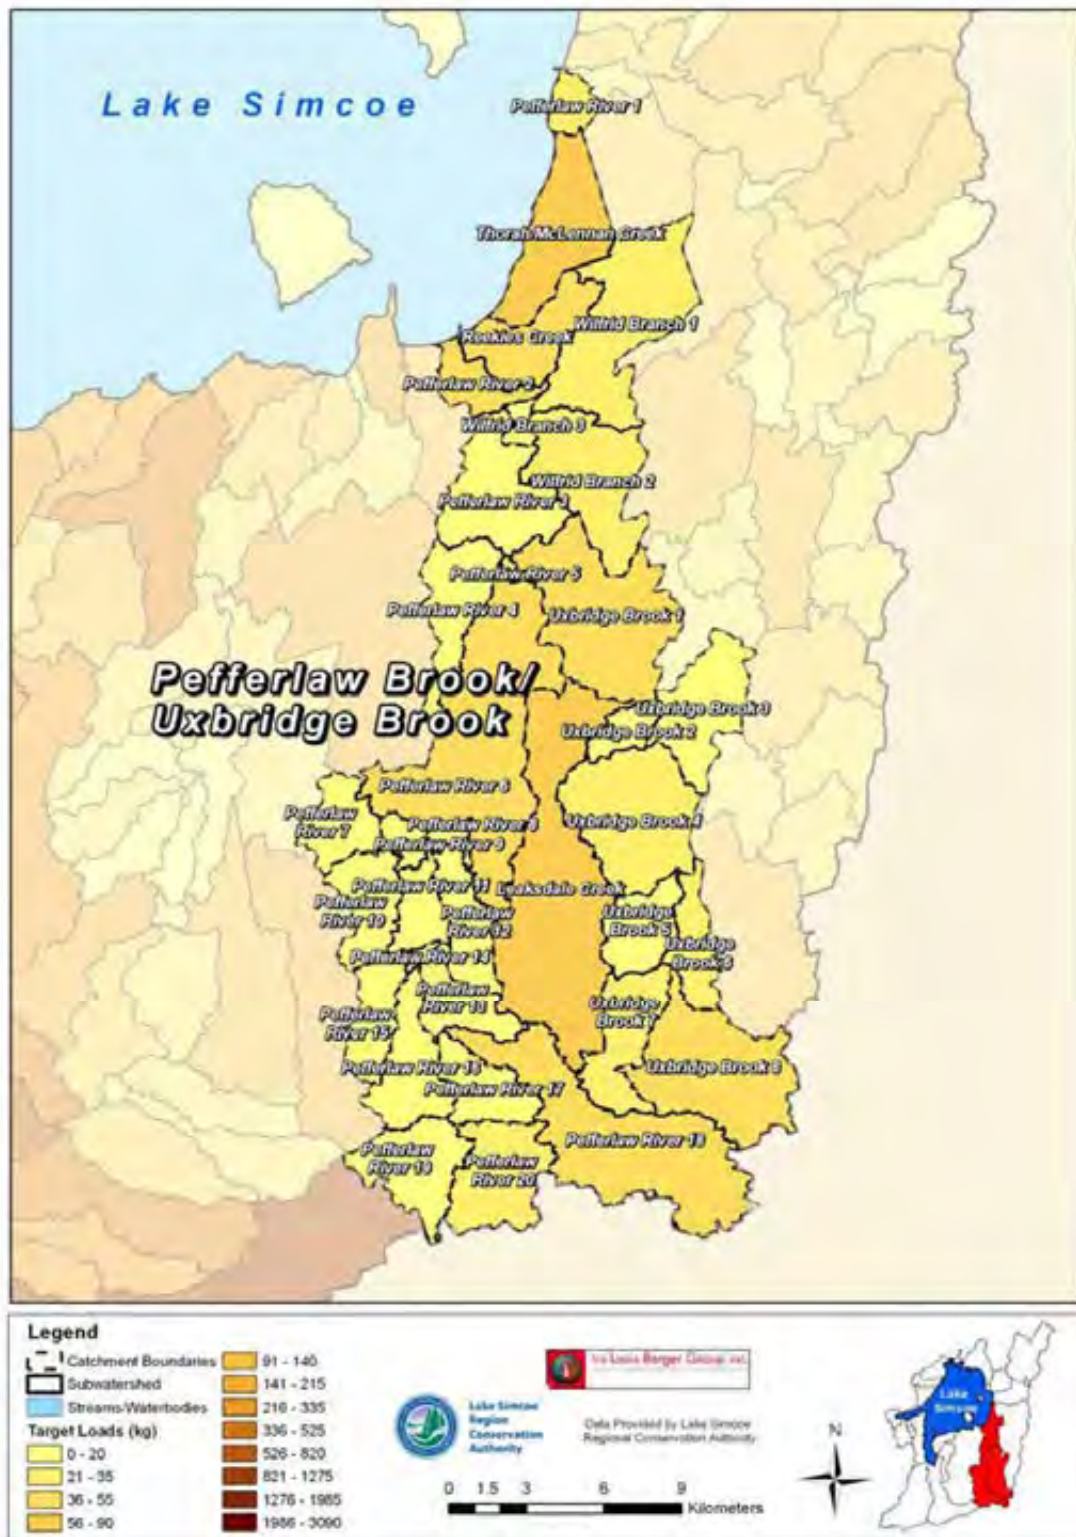 Lake Simcoe
Pefferlaw River 1
Thorah McLennan Creek
Wilfrid Branch 1
Reekies Creek
Pefferlaw River 2
Wilfrid Branch 3
Wilfrid Branch 2
Pefferlaw River 3
Pefferlaw River 5
Pefferlaw River 4
Uxbridge Brook 1
Pefferlaw Brook/
Uxbridge Brook
Uxbridge Brook 3
Uxbridge Brook 2
Pefferlaw River 6
Pefferlaw
River 7
Pefferlaw River 8
Uxbridge Brook 4
Pefferlaw River 9
Pefferlaw River 11
Leaksdale Creek
Pefferlaw
River 10
Pefferlaw
River 12
Uxbridge
Brook 5
Uxbridge
Brook 6
Pefferlaw River 14
Pefferlaw
River 13
Uxbridge
Brook 7
Pefferlaw
River 15
Pefferlaw River 16
Uxbridge Brook 8
Pefferlaw River 17
Pefferlaw River 18
Pefferlaw
River 19
Pefferlaw
River 20
Legend
Catchment Boundaries
Subwatershed
Streams/Waterbodies
Target Loads (kg)
0 - 20
21 - 35
36 - 55
56 - 90
91 - 140
141 - 215
216 - 335
336 - 525
526 - 820
821 - 1275
1276 - 1985
1986 - 3090
the Louis Berger Group, inc.
Lake Simcoe
Region
Conservation
Authority
Data Provided by Lake Simcoe
Regional Conservation Authority
0 1.5 3 6 9
Kilometers
N
Lake
Simcoe